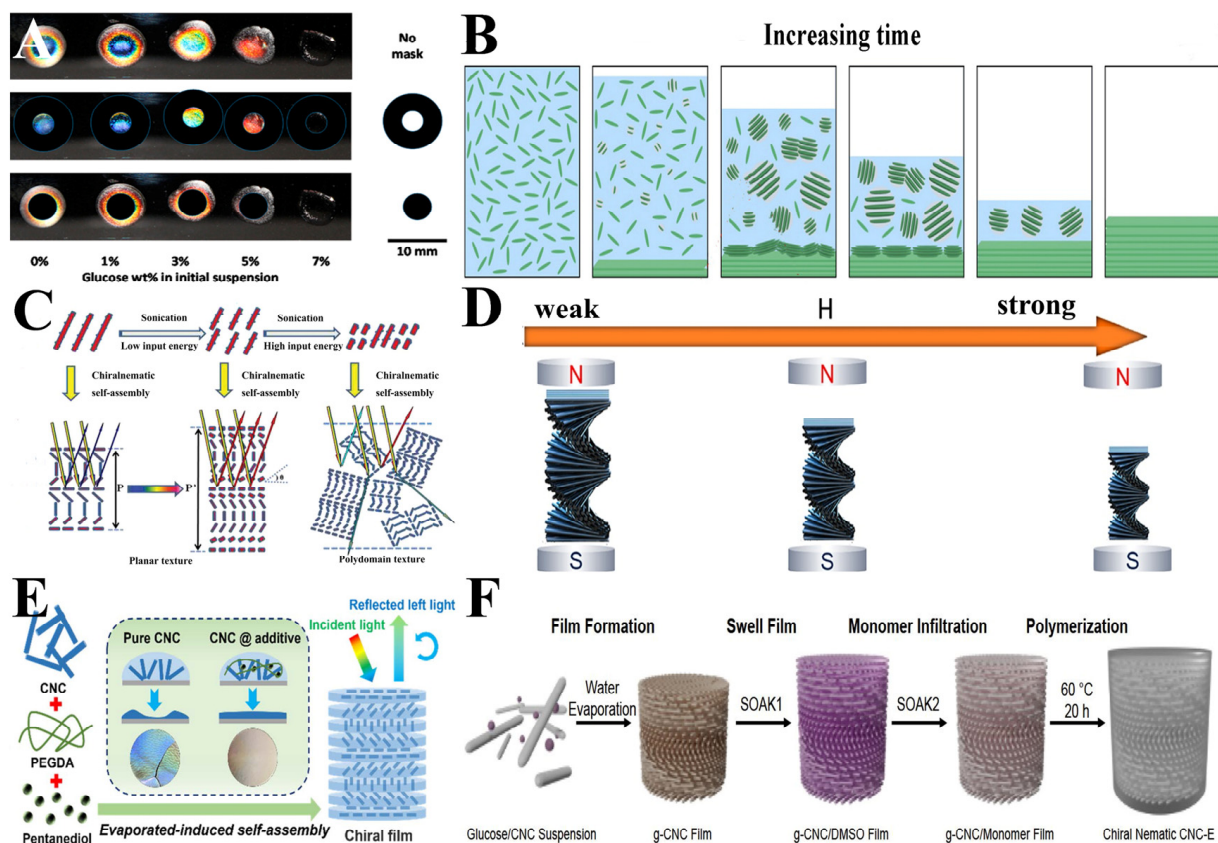 A
No
mask
10 mm
0% 1% 3% 5% 7%
Glucose wt% in initial suspension
B
Increasing time
C
Sonication Sonication
Low input energy High input energy
Chiralnematic Chiralnematic Chiralnematic
self-assembly self-assembly self-assembly
P P' θ
Planar texture Polydomain texture
D
weak H strong
N N N
S S S
E
CNC
+
PEGDA
+
Pentanediol
Pure CNC CNC @ additive
Evaporated-induced self-assembly
Reflected left light
Incident light
Chiral film
F
Film Formation Swell Film Monomer Infiltration Polymerization
Water
Evaporation
SOAK1
SOAK2
60 °C
20 h
Glucose/CNC Suspension g-CNC Film g-CNC/DMSO Film g-CNC/Monomer Film Chiral Nematic CNC-E